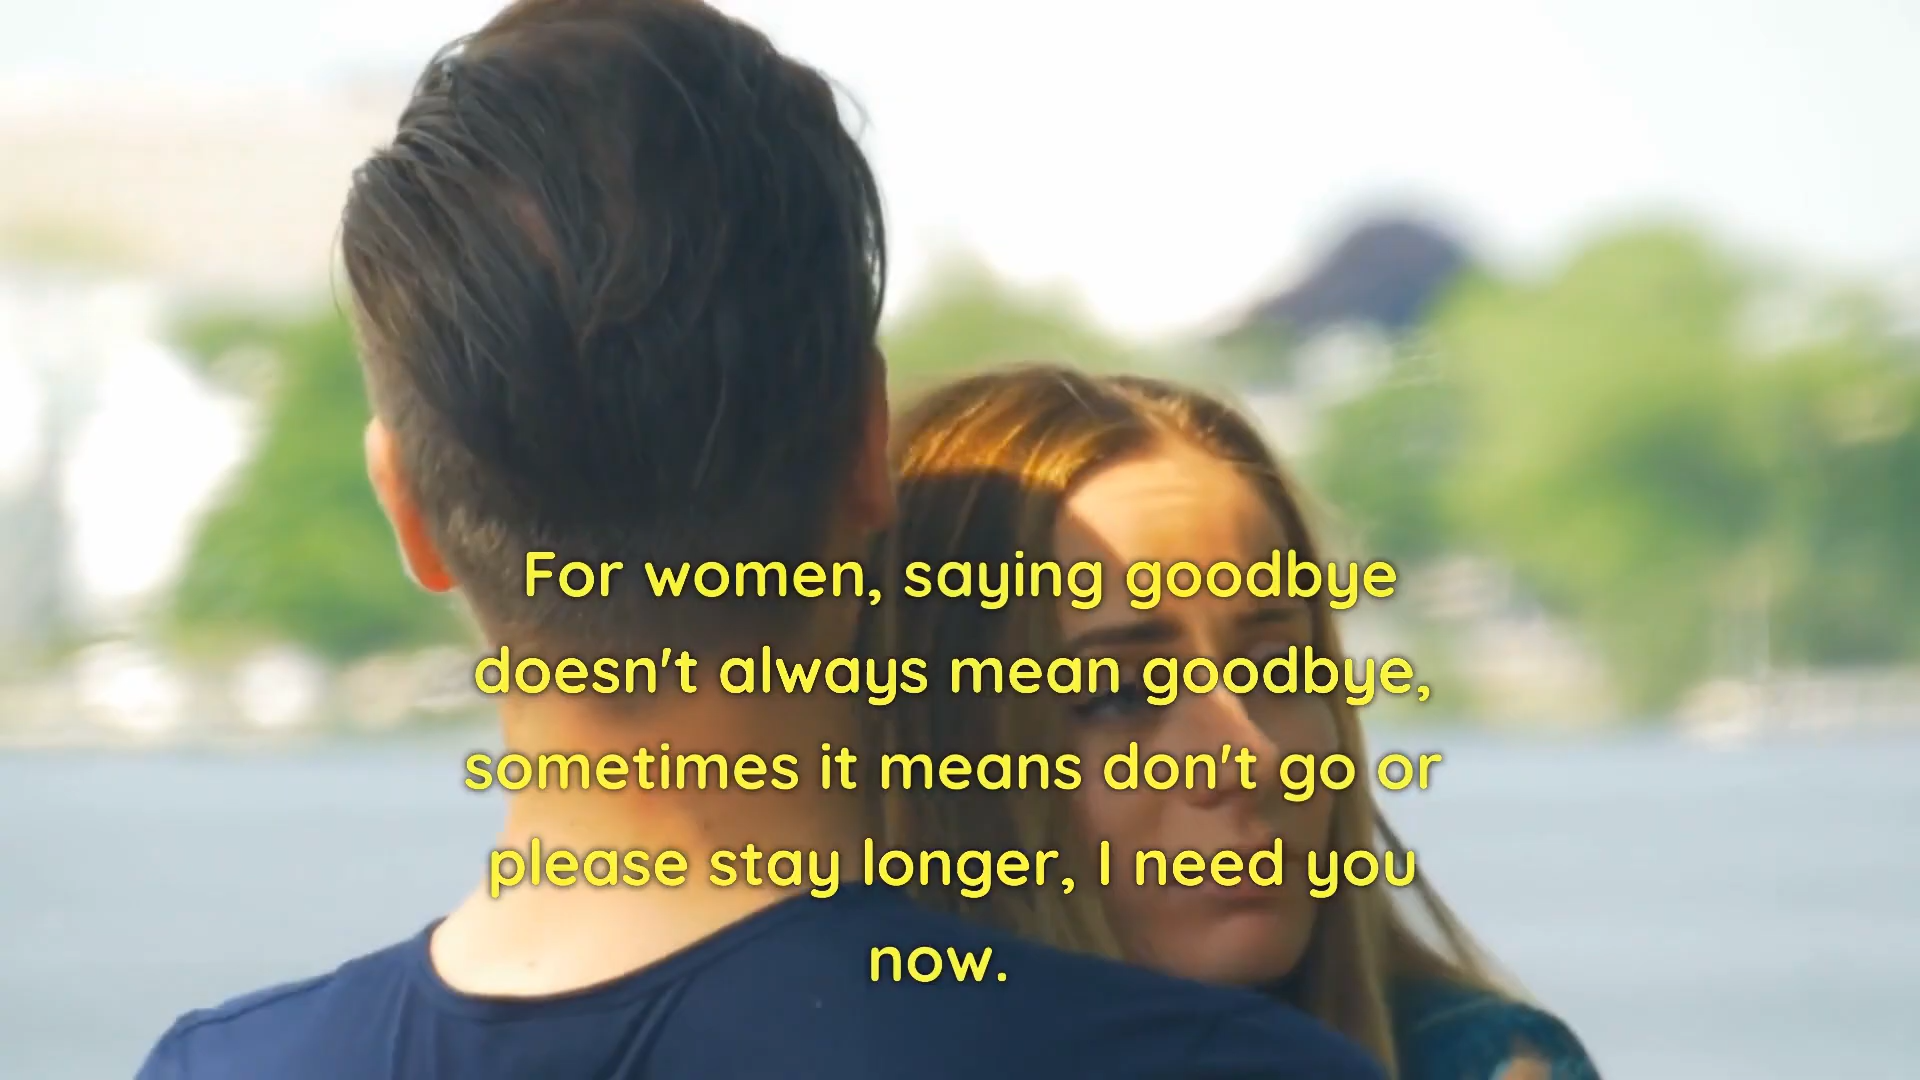 For women, saying goodbye
doesn't always mean goodbye,
sometimes it means don't go or
please stay longer, I need you
now.